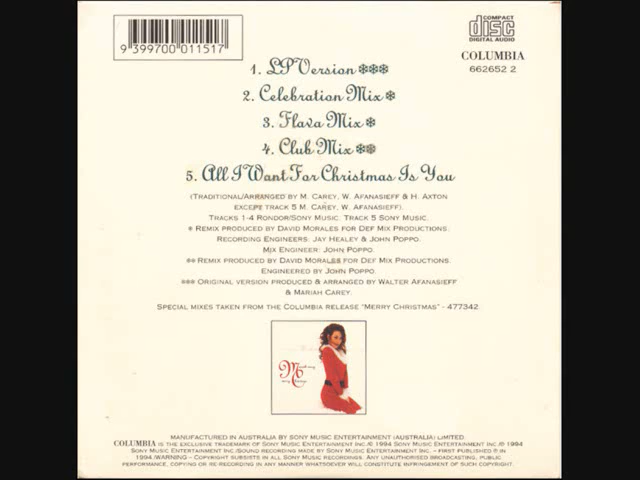 9 399700 011517
COMPACT
disc
DIGITAL AUDIO
COLUMBIA
662652 2
1. LP Version ❄❄❄
2. Celebration Mix ❄
3. Flava Mix ❄
4. Club Mix ❄❄
5. All I Want For Christmas Is You
(Traditional/Arranged by M. Carey, W. Afanasieff & H. Axton
except track 5 M. Carey, W. Afanasieff).
Tracks 1-4 Rondor/Sony Music. Track 5 Sony Music.
* Remix produced by David Morales for Def Mix Productions.
Recording Engineers: Jay Healey & John Poppo.
Mix Engineer: John Poppo.
** Remix produced by David Morales for Def Mix Productions.
Engineered by John Poppo.
*** Original version produced & arranged by Walter Afanasieff
& Mariah Carey.
Special mixes taken from the Columbia release "Merry Christmas" - 477342
MANUFACTURED IN AUSTRALIA BY SONY MUSIC ENTERTAINMENT (AUSTRALIA) LIMITED.
COLUMBIA is the exclusive trademark of Sony Music Entertainment Inc./© 1994
Sony Music Entertainment Inc./Sound recording made by Sony Music Entertainment Inc. – first published ℗ in
1994./WARNING – Copyright subsists in all Sony Music recordings. Any unauthorised broadcasting, public
performance, copying or re-recording in any manner whatsoever will constitute infringement of such copyright.